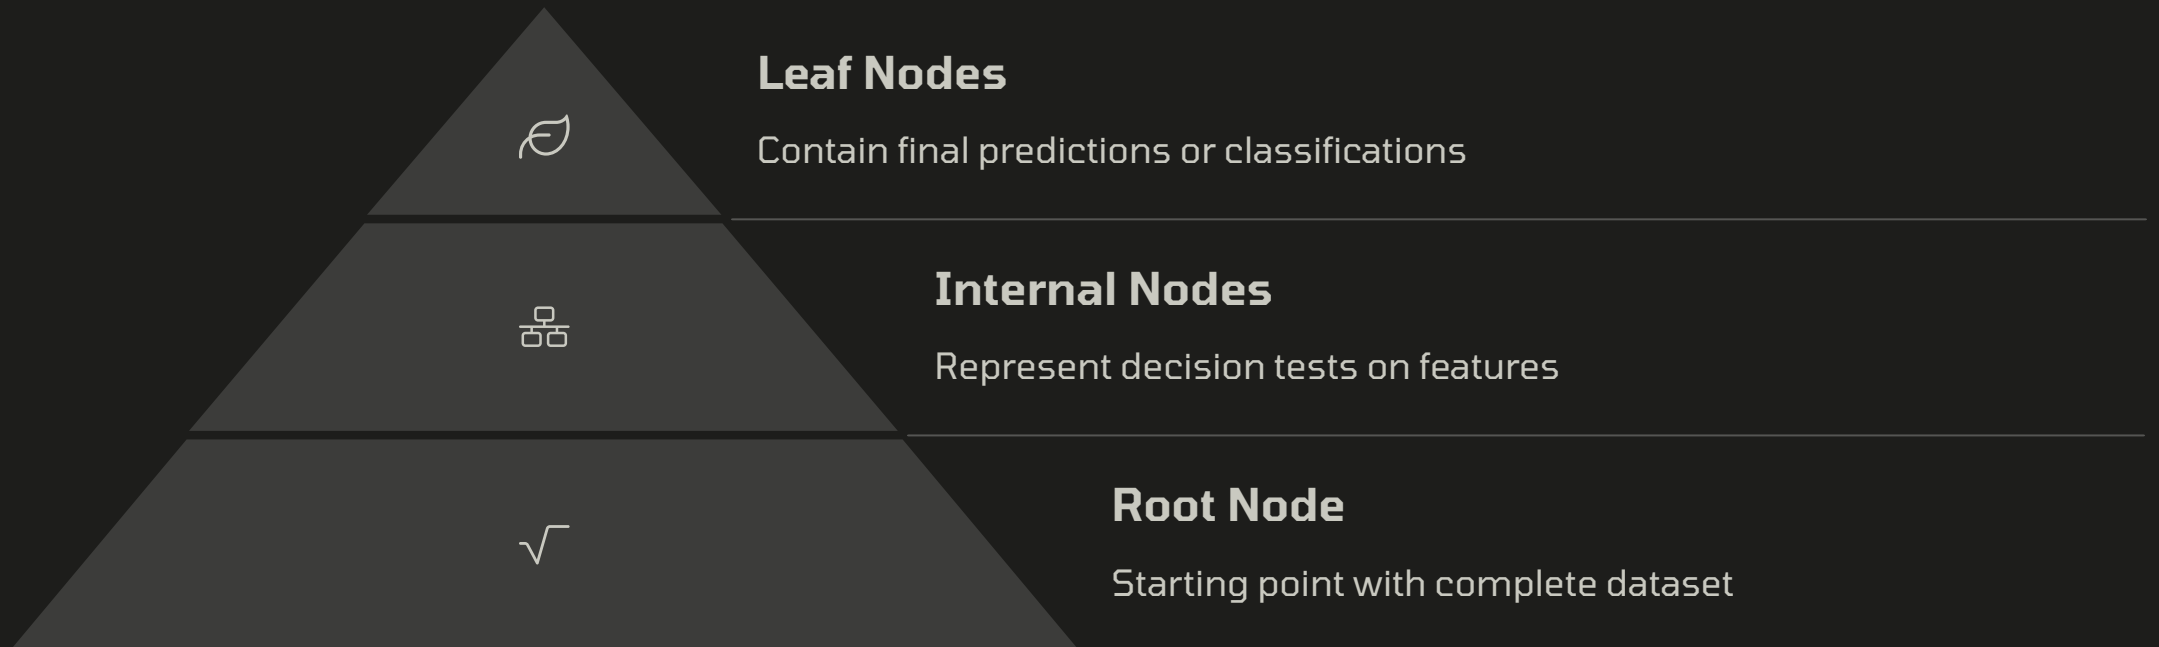 Leaf Nodes
Contain final predictions or classifications
Internal Nodes
Represent decision tests on features
Root Node
Starting point with complete dataset